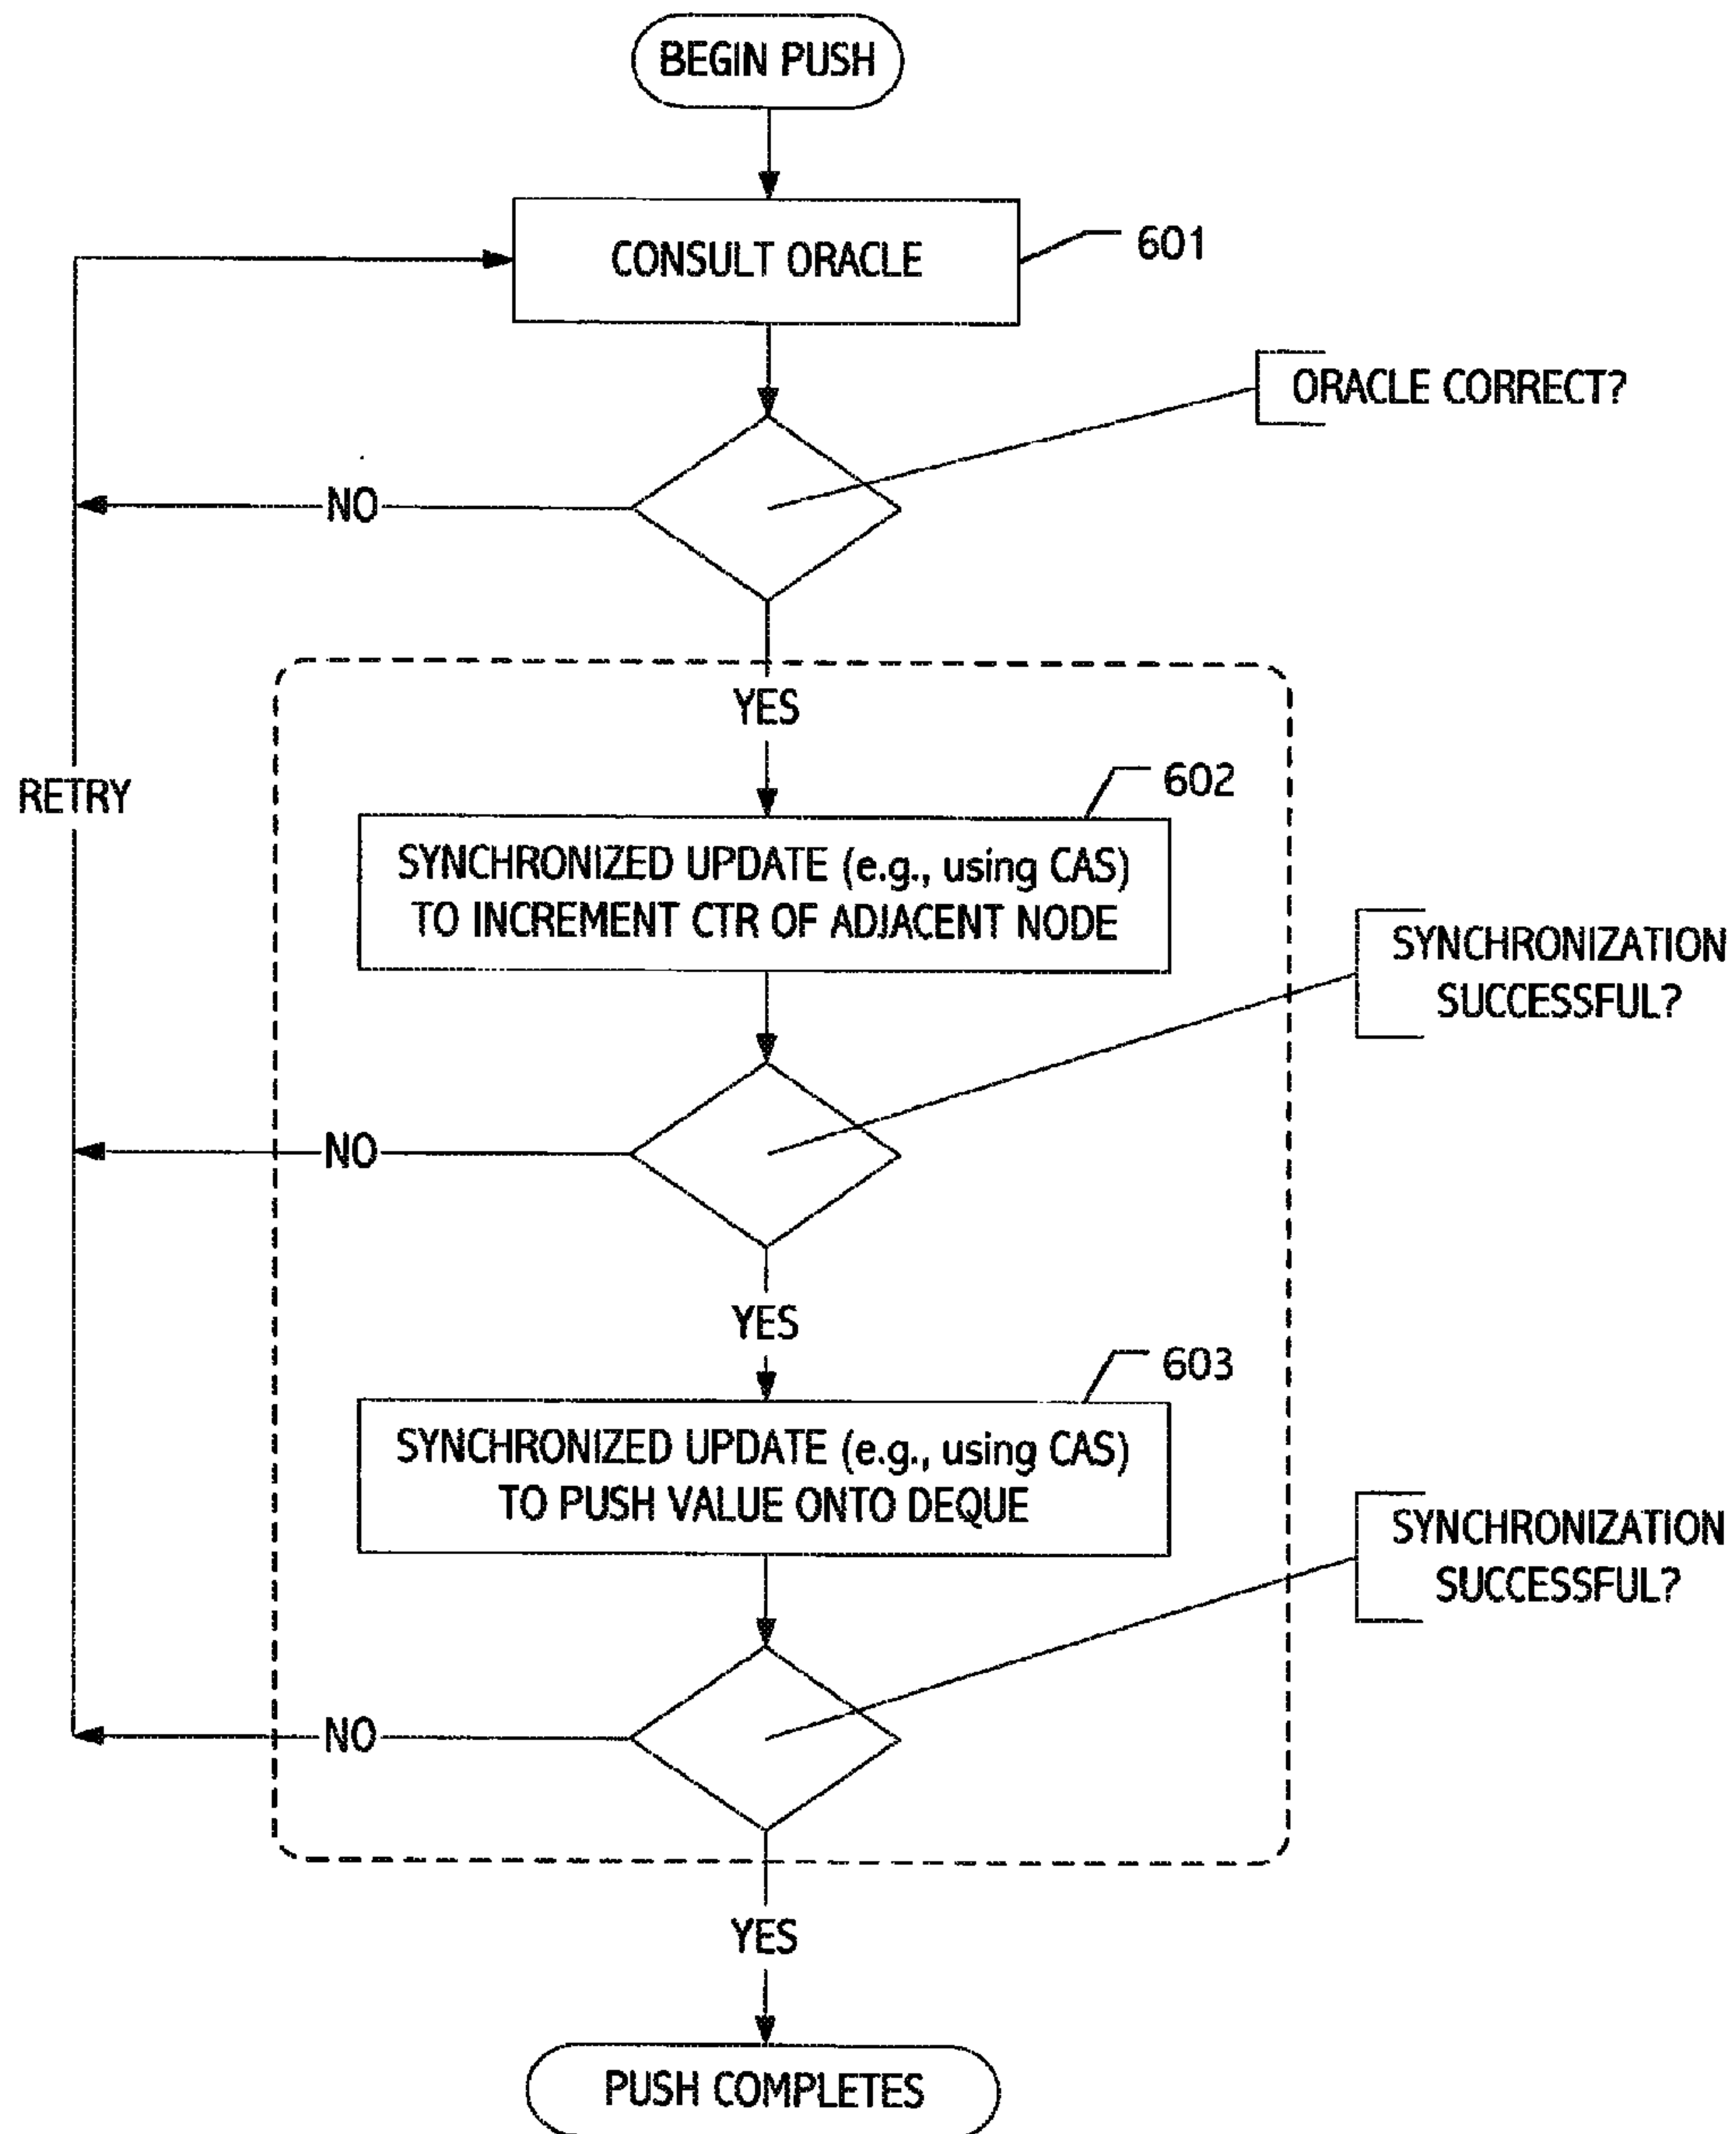 BEGIN PUSH
CONSULT ORACLE
601
ORACLE CORRECT?
NO
YES
RETRY
602
SYNCHRONIZED UPDATE (e.g., using CAS)
TO INCREMENT CTR OF ADJACENT NODE
SYNCHRONIZATION
SUCCESSFUL?
NO
YES
603
SYNCHRONIZED UPDATE (e.g., using CAS)
TO PUSH VALUE ONTO DEQUE
SYNCHRONIZATION
SUCCESSFUL?
NO
YES
PUSH COMPLETES